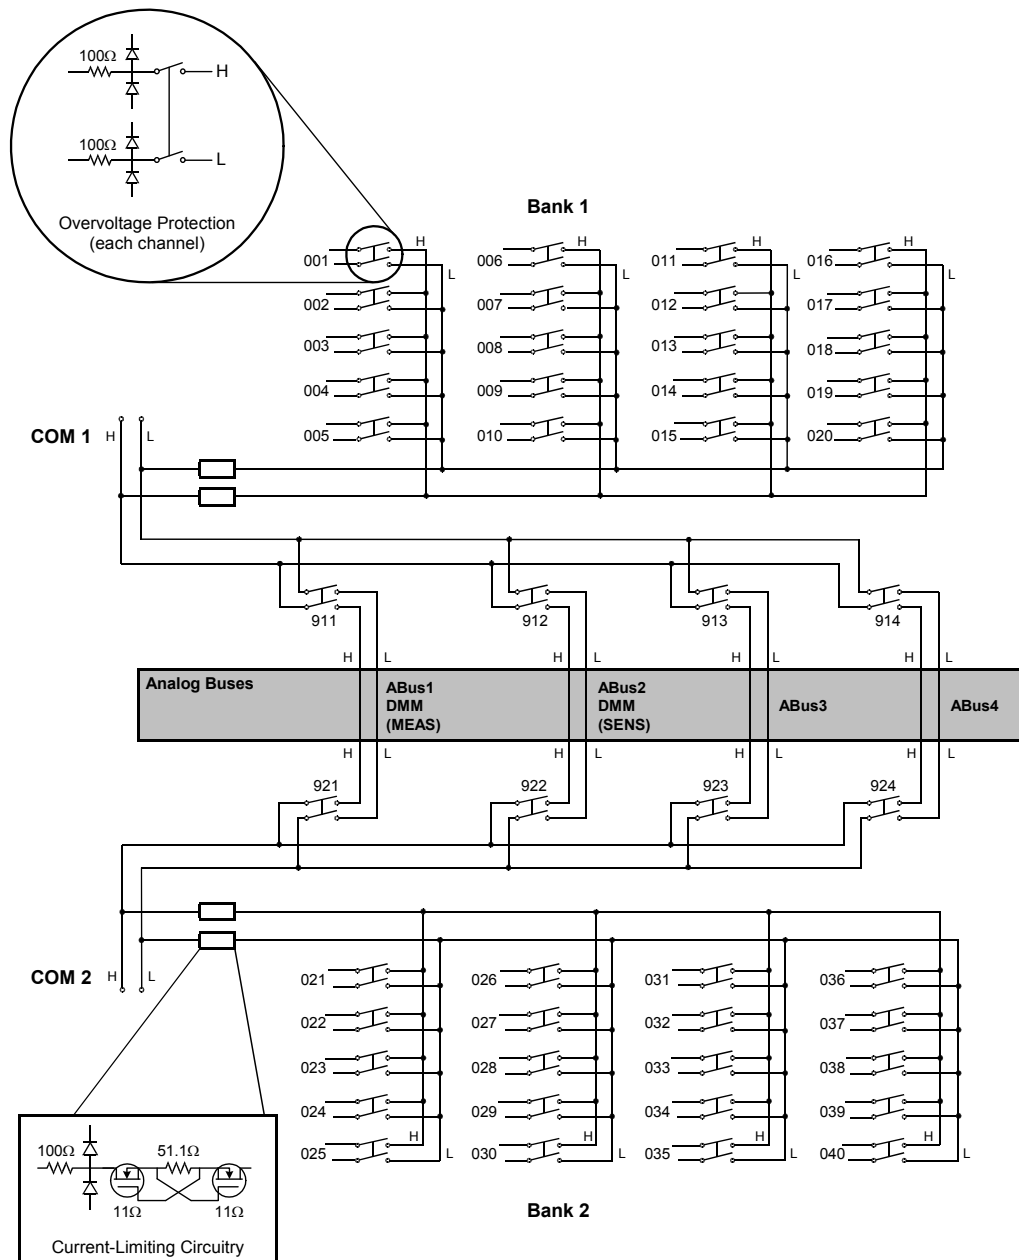 100Ω
H
100Ω
L
Overvoltage Protection
(each channel)
Bank 1
H H H H
001 006 011 016
L L L L
002 007 012 017
003 008 013 018
004 009 014 019
COM 1 H L
005 010 015 020
911 912 913 914
H L H L H L H L
Analog Buses
ABus1
DMM
(MEAS)
ABus2
DMM
(SENS)
ABus3
ABus4
H L H L H L H L
921 922 923 924
COM 2 H L
021 026 031 036
022 027 032 037
023 028 033 038
024 029 034 039
H H H H
025 030 035 040
L L L L
100Ω 51.1Ω
11Ω 11Ω
Current-Limiting Circuitry
Bank 2